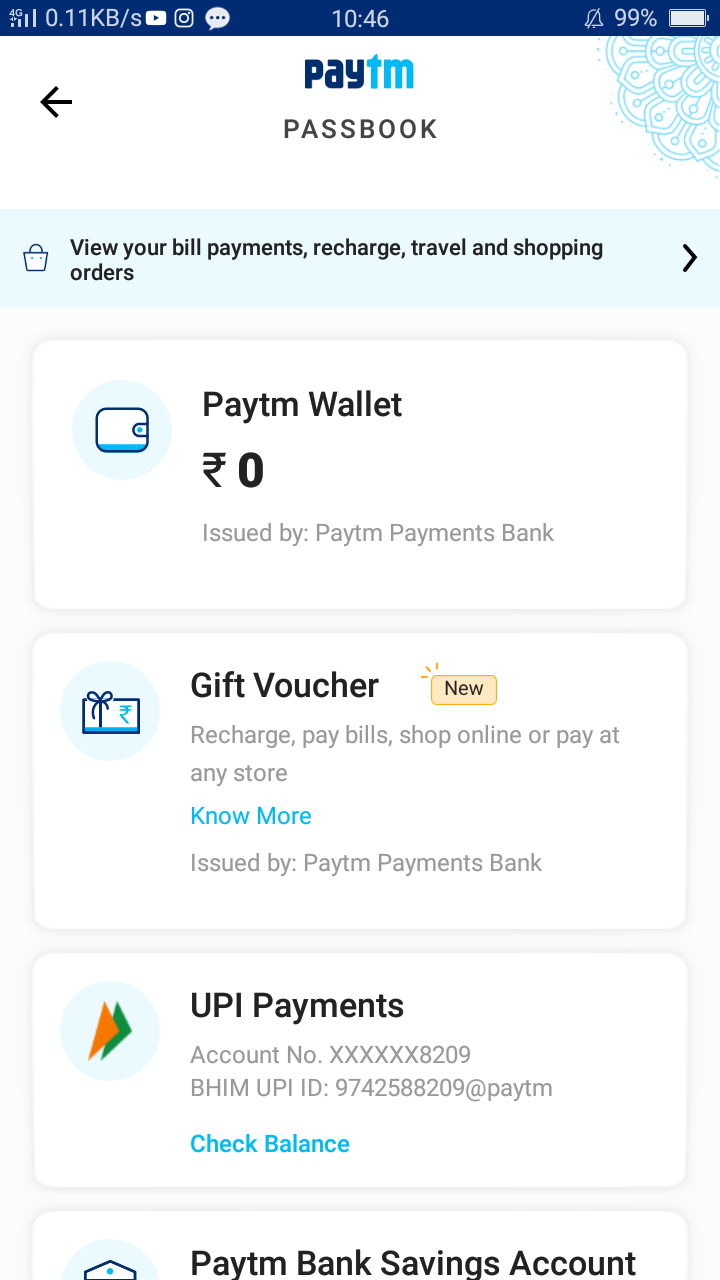 4G 0.11KB/s 10:46 99%
paytm
PASSBOOK
View your bill payments, recharge, travel and shopping
orders
Paytm Wallet
₹ 0
Issued by: Paytm Payments Bank
Gift Voucher New
₹
Recharge, pay bills, shop online or pay at
any store
Know More
Issued by: Paytm Payments Bank
UPI Payments
Account No. XXXXXX8209
BHIM UPI ID: 9742588209@paytm
Check Balance
Paytm Bank Savings Account